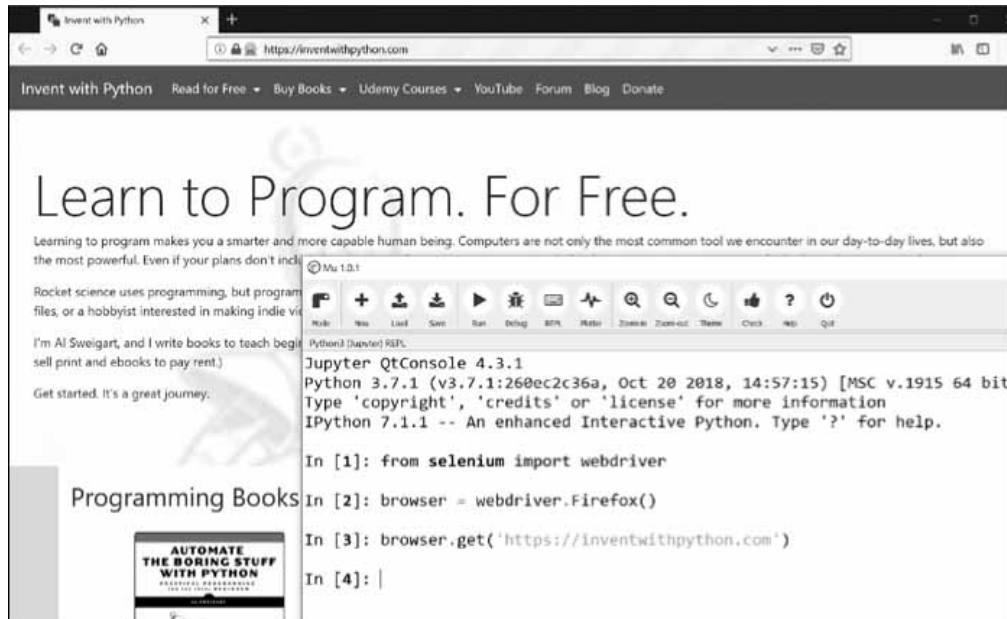 Invent with Python
https://inventwithpython.com
Invent with Python Read for Free Buy Books Udemy Courses YouTube Forum Blog Donate
Learn to Program. For Free.
Learning to program makes you a smarter and more capable human being. Computers are not only the most common tool we encounter in our day-to-day lives, but also
the most powerful. Even if your plans don't incl
Rocket science uses programming, but program
files, or a hobbyist interested in making indie vi
I'm Al Sweigart, and I write books to teach begi
sell print and ebooks to pay rent.)
Get started. It's a great journey.
Programming Books
AUTOMATE
THE BORING STUFF
WITH PYTHON
Mu 1.0.1
Mode New Load Save Run Debug REPL Plotter Zoom-in Zoom-out Theme Check Help Quit
Python3 (Jupyter) REPL
Jupyter QtConsole 4.3.1
Python 3.7.1 (v3.7.1:260ec2c36a, Oct 20 2018, 14:57:15) [MSC v.1915 64 bit
Type 'copyright', 'credits' or 'license' for more information
IPython 7.1.1 -- An enhanced Interactive Python. Type '?' for help.
In [1]: from selenium import webdriver
In [2]: browser = webdriver.Firefox()
In [3]: browser.get('https://inventwithpython.com')
In [4]: